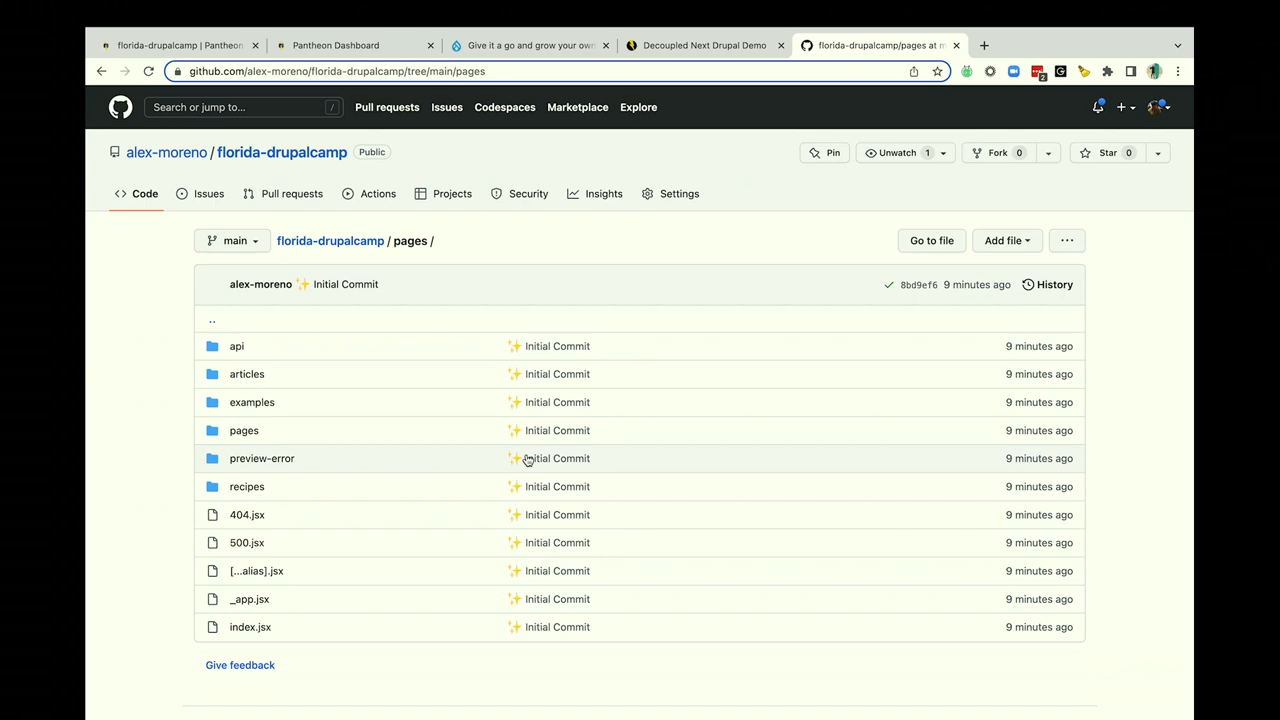 florida-drupalcamp | Pantheon
Pantheon Dashboard
Give it a go and grow your own
Decoupled Next Drupal Demo
florida-drupalcamp/pages at m
github.com/alex-moreno/florida-drupalcamp/tree/main/pages
2
Search or jump to...
/
Pull requests
Issues
Codespaces
Marketplace
Explore
alex-moreno / florida-drupalcamp
Public
Pin
Unwatch 1
Fork 0
Star 0
<> Code
Issues
Pull requests
Actions
Projects
Security
Insights
Settings
main
florida-drupalcamp / pages /
Go to file
Add file
...
alex-moreno ✨ Initial Commit
8bd9ef6 9 minutes ago
History
..
api ✨ Initial Commit 9 minutes ago
articles ✨ Initial Commit 9 minutes ago
examples ✨ Initial Commit 9 minutes ago
pages ✨ Initial Commit 9 minutes ago
preview-error ✨ Initial Commit 9 minutes ago
recipes ✨ Initial Commit 9 minutes ago
404.jsx ✨ Initial Commit 9 minutes ago
500.jsx ✨ Initial Commit 9 minutes ago
[...alias].jsx ✨ Initial Commit 9 minutes ago
_app.jsx ✨ Initial Commit 9 minutes ago
index.jsx ✨ Initial Commit 9 minutes ago
Give feedback